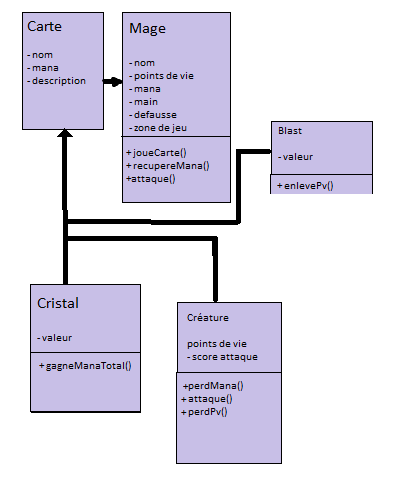 Carte
- nom
- mana
- description
Mage
- nom
- points de vie
- mana
- main
- defausse
- zone de jeu
+ joueCarte()
+ recupereMana()
+attaque()
Blast
- valeur
+ enlevePv()
Cristal
- valeur
+ gagneManaTotal()
Créature
points de vie
- score attaque
+perdMana()
+ attaque()
+ perdPv()